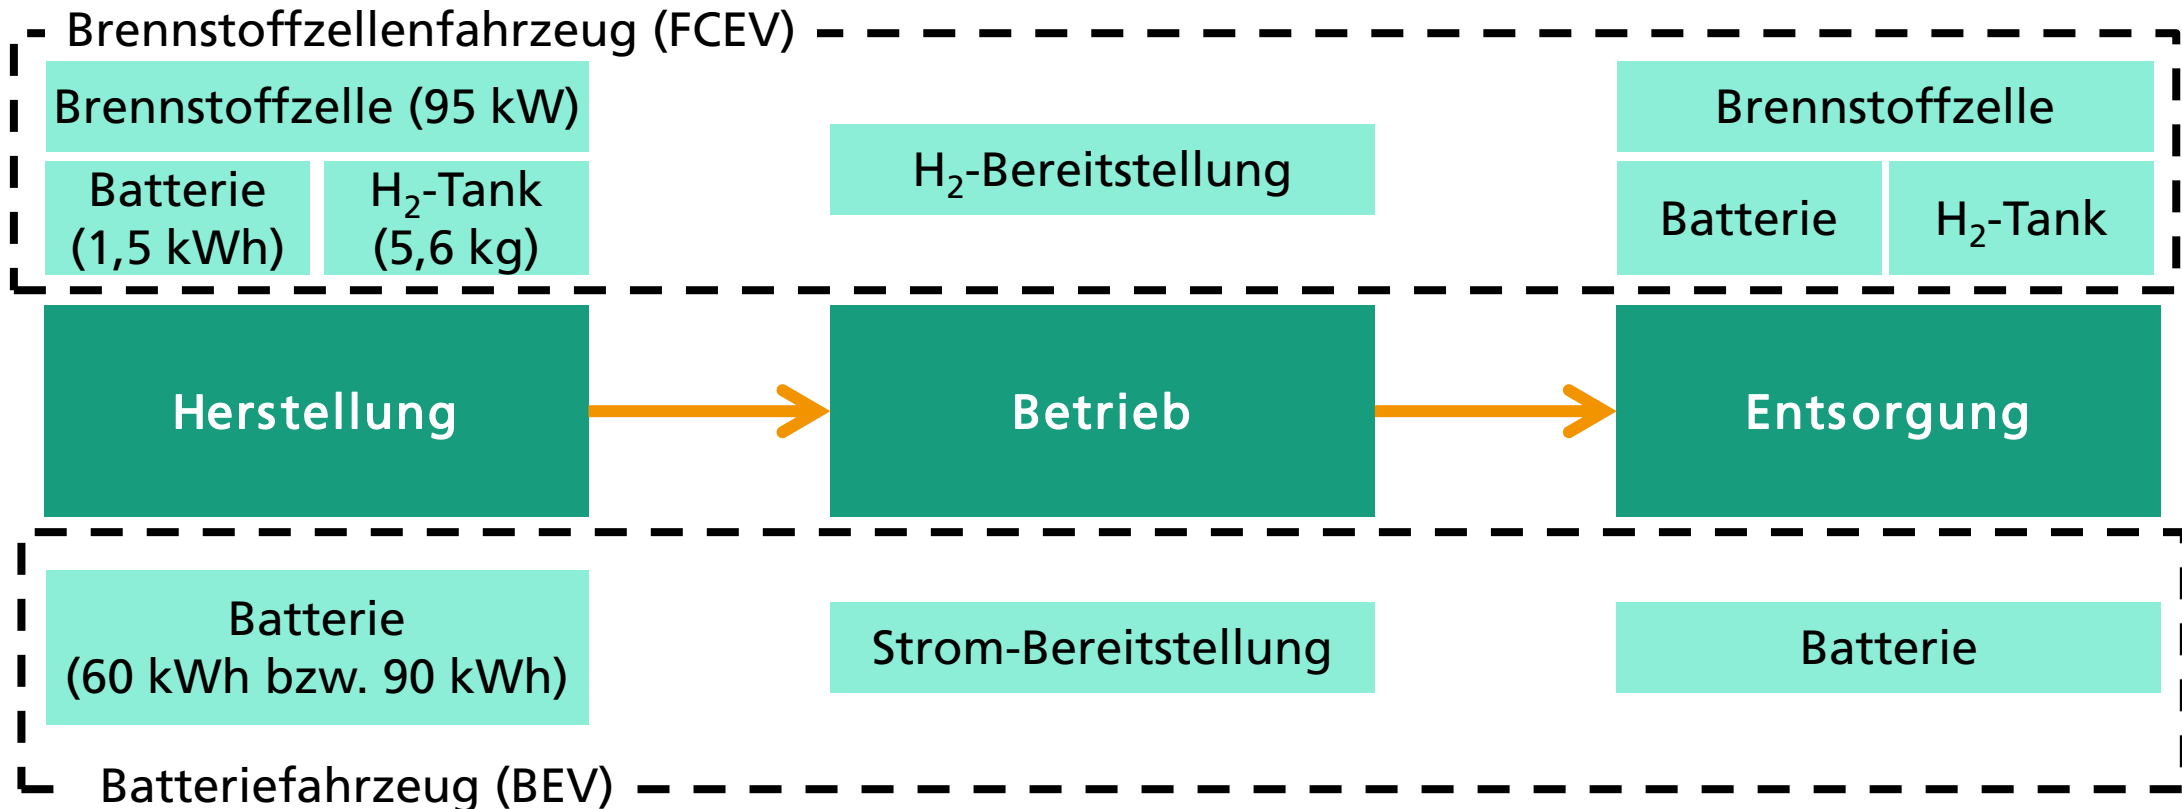 Brennstoffzellenfahrzeug (FCEV)
Brennstoffzelle (95 kW)
Batterie
(1,5 kWh)
H₂-Tank
(5,6 kg)
H₂-Bereitstellung
Brennstoffzelle
Batterie
H₂-Tank
Herstellung
Betrieb
Entsorgung
Batterie
(60 kWh bzw. 90 kWh)
Strom-Bereitstellung
Batterie
Batteriefahrzeug (BEV)